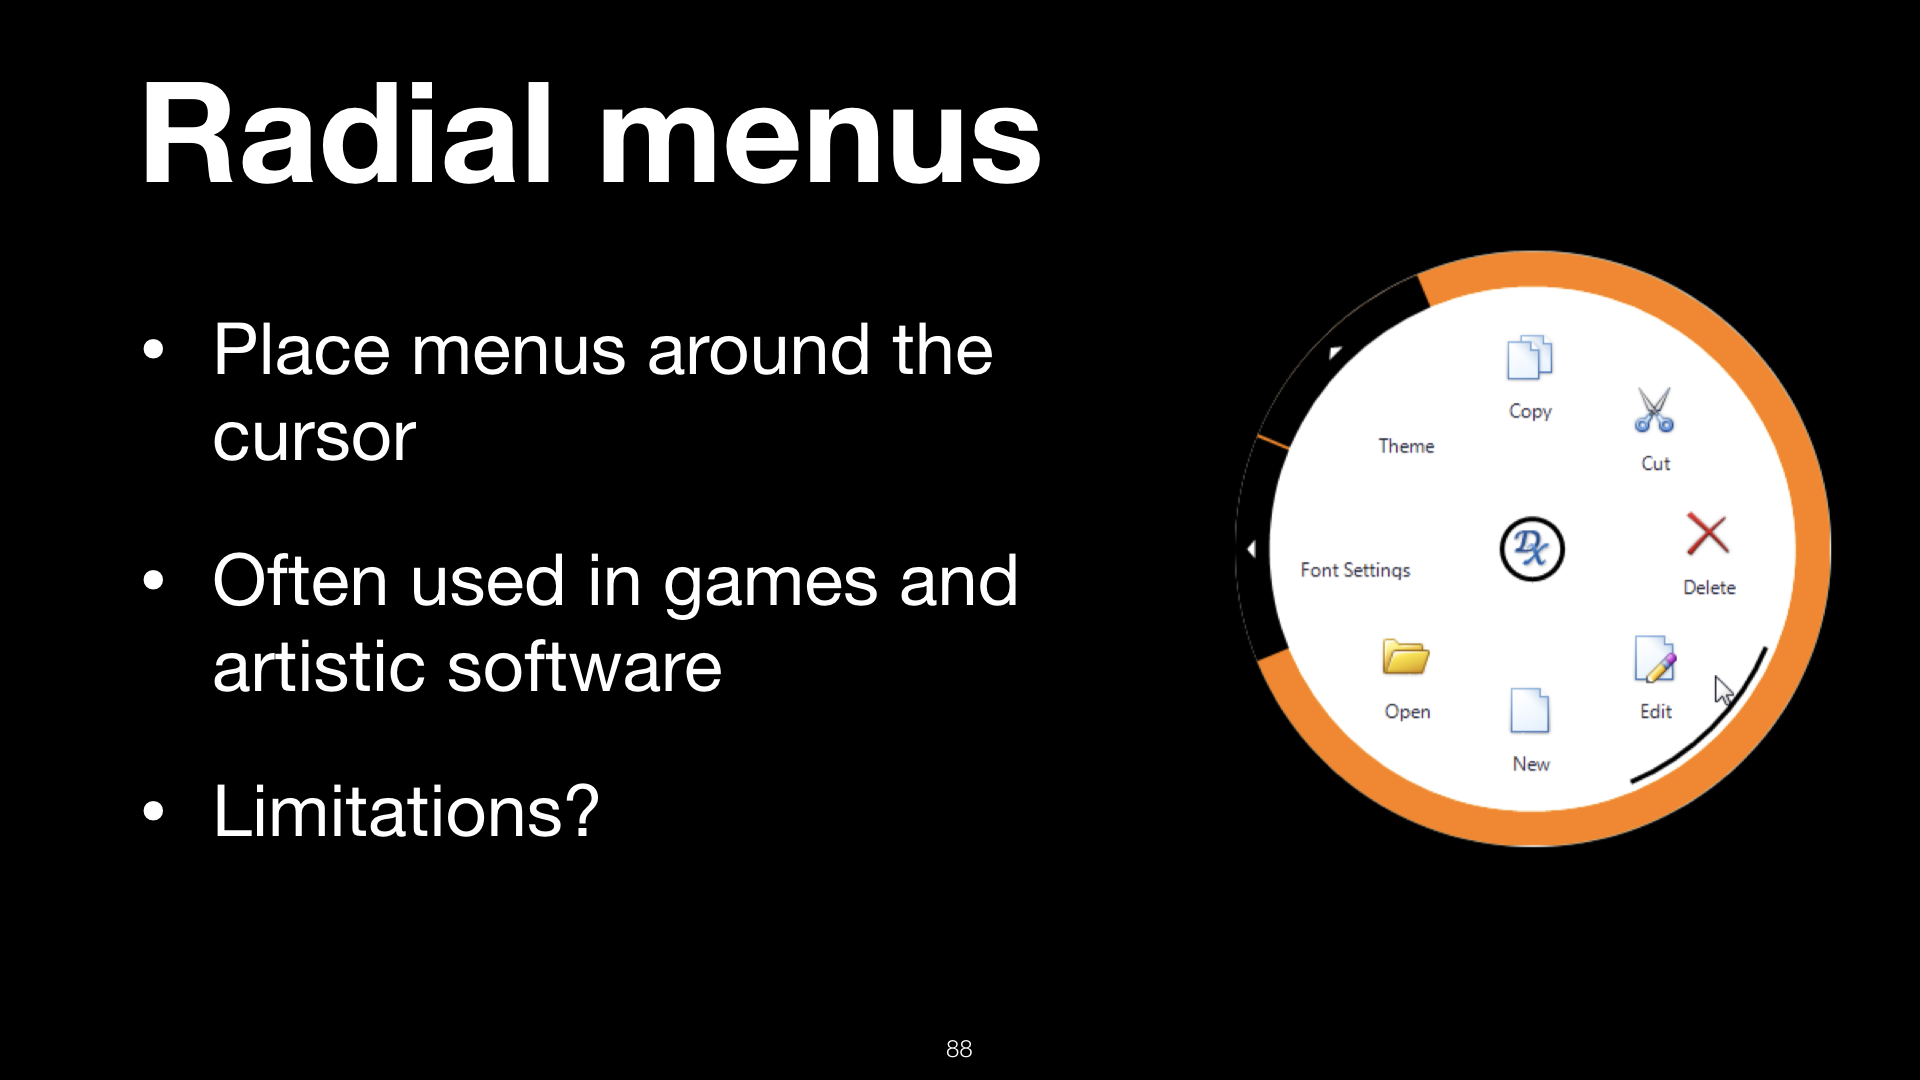 Radial menus
• Place menus around the
cursor
• Often used in games and
artistic software
• Limitations?
Copy
Cut
Theme
Delete
Font Settings
DX
Edit
Open
New
88